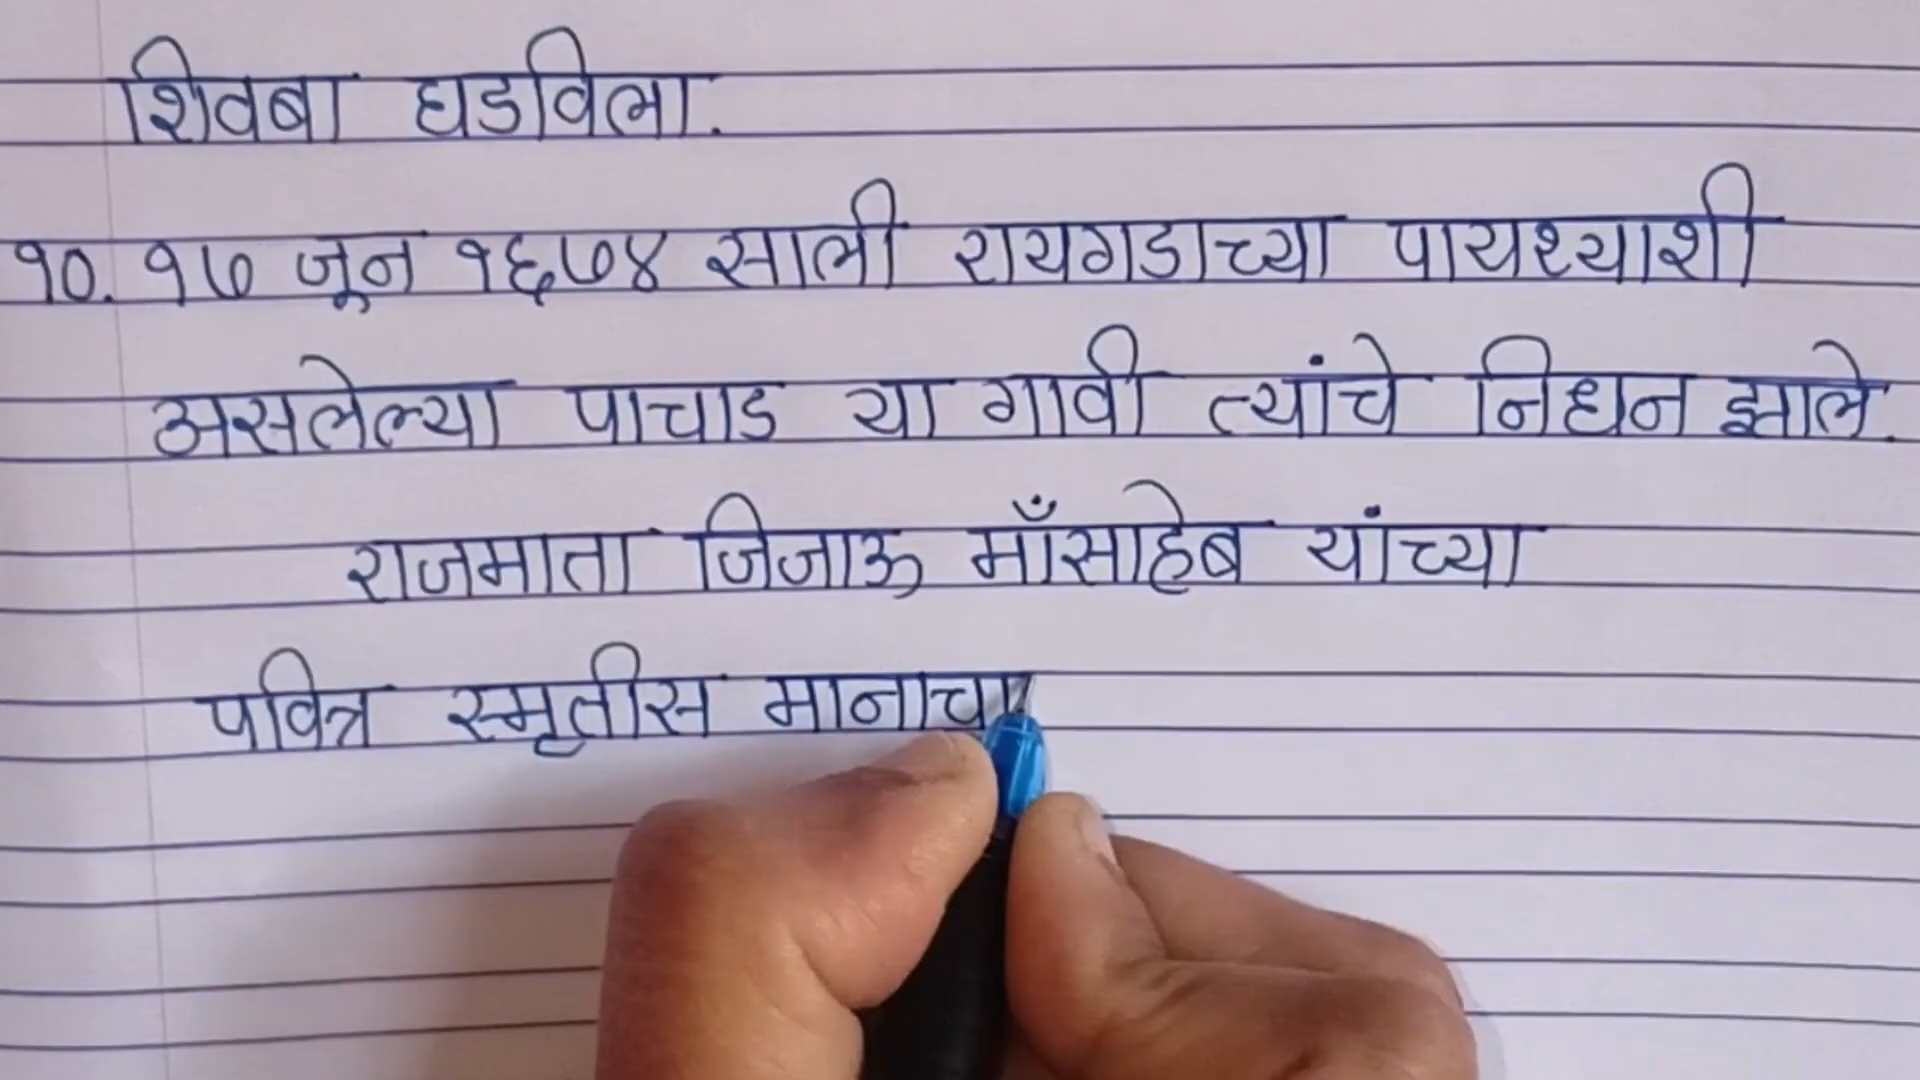 शिवबा घडविला.
१०. १७ जून १६७४ साली रायगडाच्या पायथ्याशी
असलेल्या पाचाड या गावी त्यांचे निधन झाले.
राजमाता जिजाऊ माँसाहेब यांच्या
पवित्र स्मृतीस मानाचा